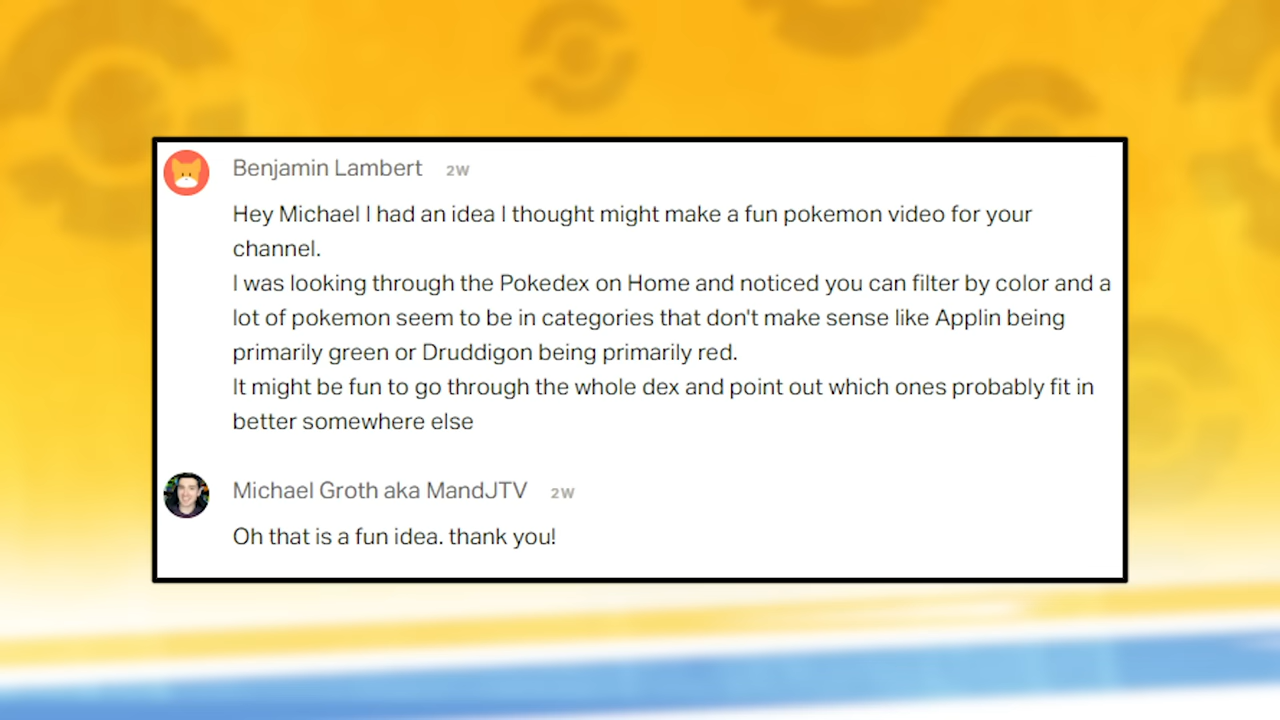 Benjamin Lambert 2W
Hey Michael I had an idea I thought might make a fun pokemon video for your
channel.
I was looking through the Pokedex on Home and noticed you can filter by color and a
lot of pokemon seem to be in categories that don't make sense like Applin being
primarily green or Druddigon being primarily red.
It might be fun to go through the whole dex and point out which ones probably fit in
better somewhere else
Michael Groth aka MandJTV 2W
Oh that is a fun idea. thank you!